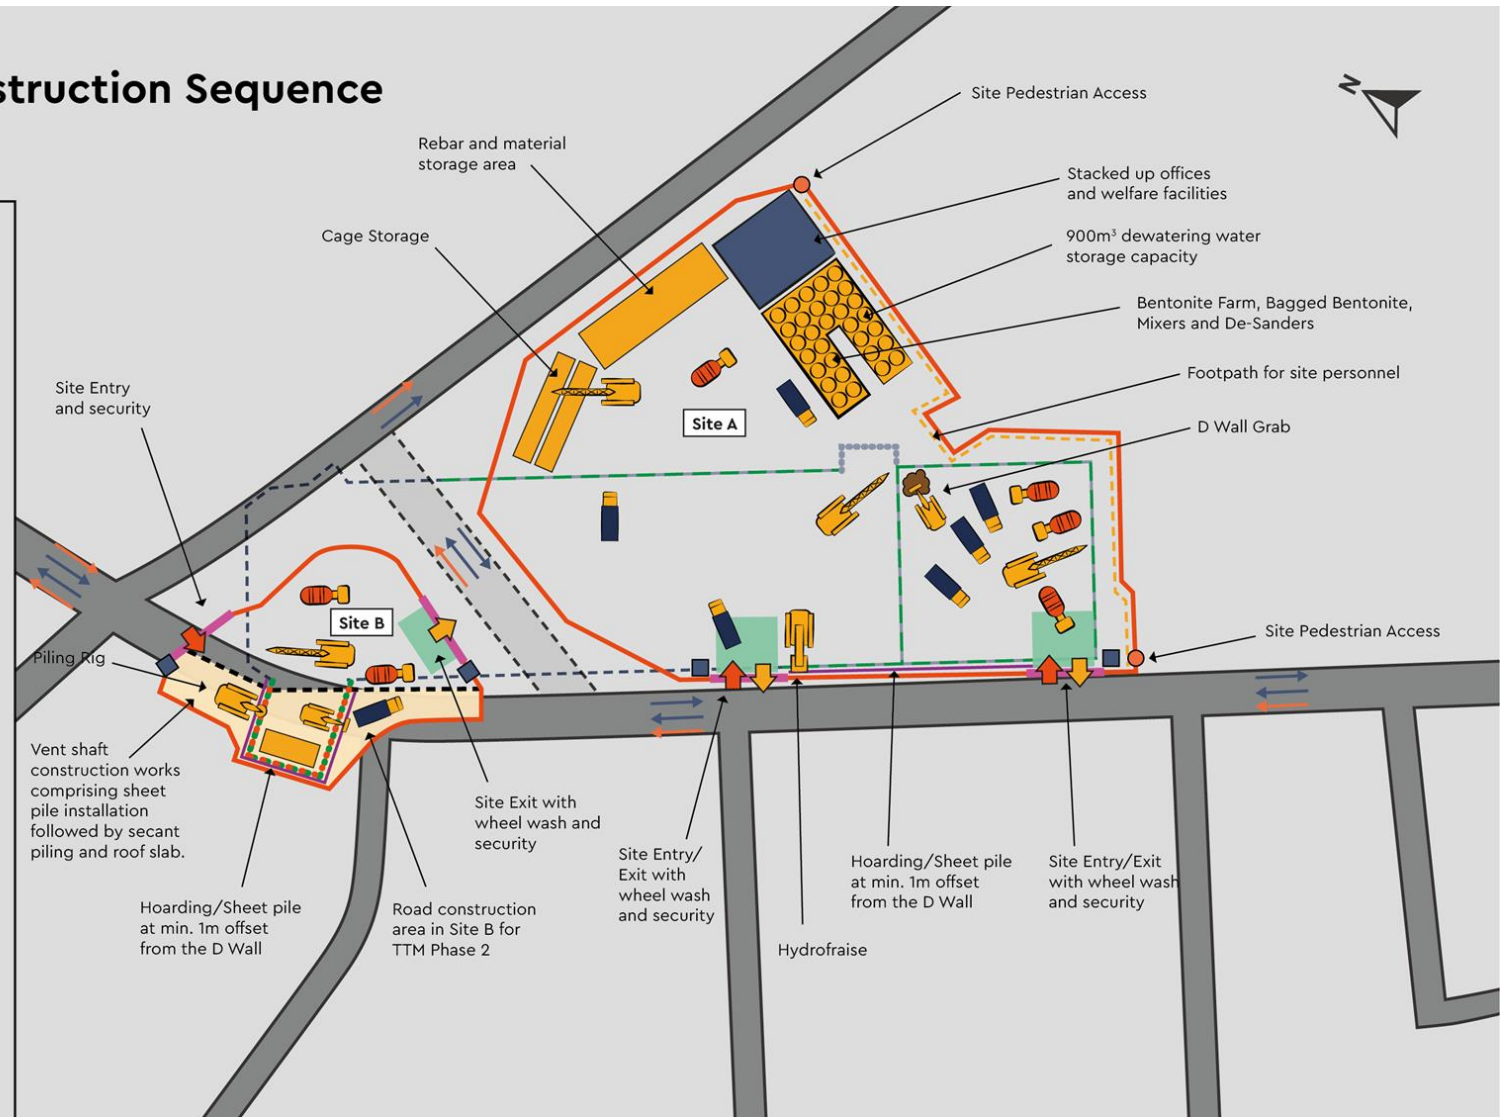 struction Sequence
N
Site Pedestrian Access
Rebar and material
storage area
Stacked up offices
and welfare facilities
Cage Storage
900m³ dewatering water
storage capacity
Bentonite Farm, Bagged Bentonite,
Mixers and De-Sanders
Site Entry
and security
Footpath for site personnel
Site A
D Wall Grab
Site B
Site Pedestrian Access
Piling Rig
Vent shaft
construction works
comprising sheet
pile installation
followed by secant
piling and roof slab.
Site Exit with
wheel wash and
security
Site Entry/
Exit with
wheel wash
and security
Hoarding/Sheet pile
at min. 1m offset
from the D Wall
Site Entry/Exit
with wheel wash
and security
Hoarding/Sheet pile
at min. 1m offset
from the D Wall
Road construction
area in Site B for
TTM Phase 2
Hydrofraise